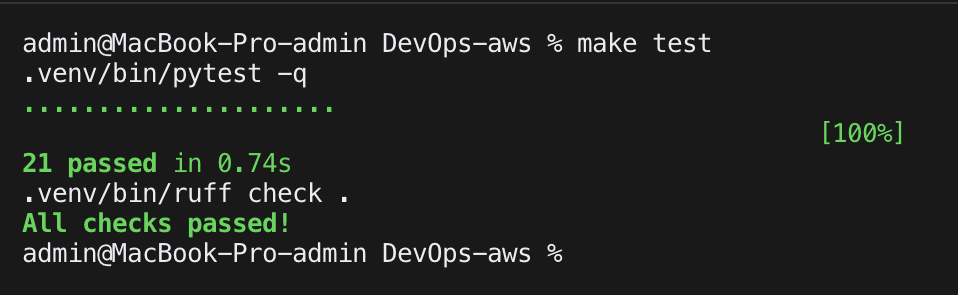 admin@MacBook-Pro-admin DevOps-aws % make test
.venv/bin/pytest -q
.....................
[100%]
21 passed in 0.74s
.venv/bin/ruff check .
All checks passed!
admin@MacBook-Pro-admin DevOps-aws %